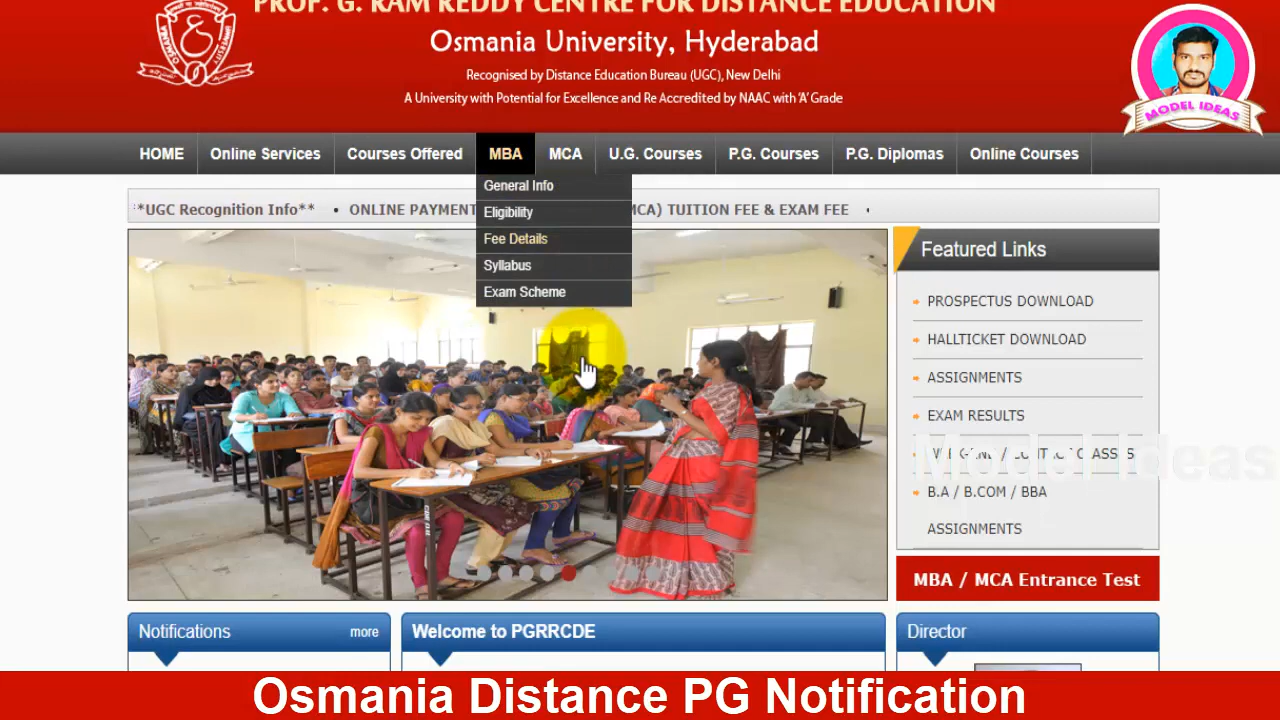 PROF. G. RAM REDDY CENTRE FOR DISTANCE EDUCATION
Osmania University, Hyderabad
Recognised by Distance Education Bureau (UGC), New Delhi
A University with Potential for Excellence and Re Accredited by NAAC with 'A' Grade
MODEL IDEAS
HOME Online Services Courses Offered MBA MCA U.G. Courses P.G. Courses P.G. Diplomas Online Courses
General Info
Eligibility
Fee Details
Syllabus
Exam Scheme
*UGC Recognition Info** • ONLINE PAYMENT MCA) TUITION FEE & EXAM FEE •
Featured Links
PROSPECTUS DOWNLOAD
HALLTICKET DOWNLOAD
ASSIGNMENTS
EXAM RESULTS
Model Ideas
B.A / B.COM / BBA
ASSIGNMENTS
MBA / MCA Entrance Test
Notifications more
Welcome to PGRRCDE
Director
Osmania Distance PG Notification